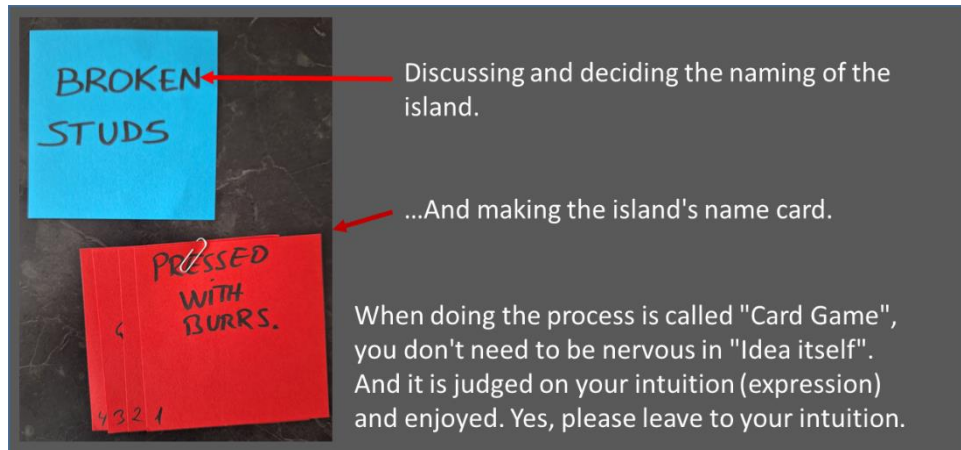 BROKEN
STUDS
Discussing and deciding the naming of the
island.
...And making the island's name card.
PRESSED
WITH
BURRS.
4 3 2 1
When doing the process is called "Card Game",
you don't need to be nervous in "Idea itself".
And it is judged on your intuition (expression)
and enjoyed. Yes, please leave to your intuition.